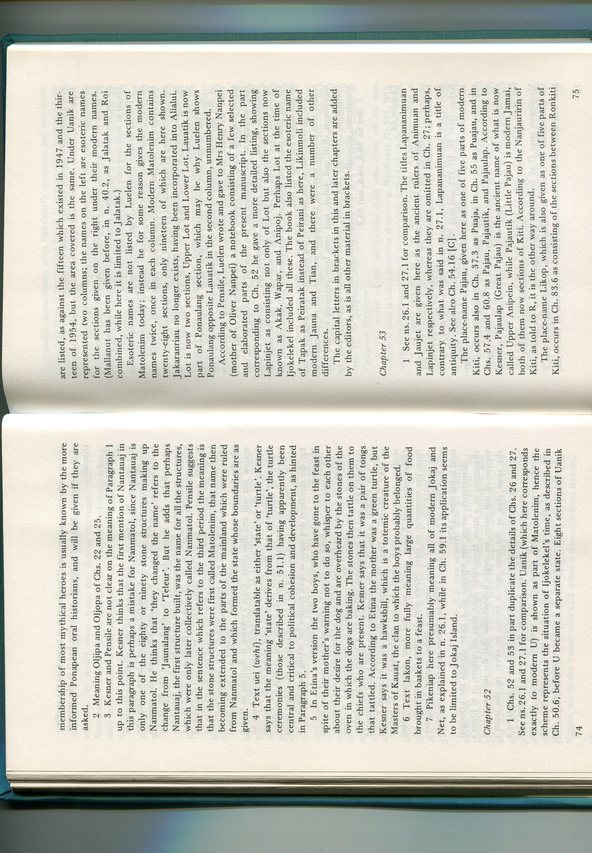 membership of most mythical heroes is usually known by the more
informed Ponapean oral historians, and will be given if they are
asked.
2 Meaning Oljipa and Oljopa of Chs. 22 and 25.
3 Kesner and Pensile are not clear on the meaning of Paragraph 1
up to this point. Kesner thinks that the first mention of Nantauaj in
this paragraph is perhaps a mistake for Nanmatol, since Nantauaj is
only one of the eighty or ninety stone structures making up
Nanmatol. He thinks that ‘they changed the name’ refers to the
change from ‘Jaunalang’ to ‘Teleur’. But he adds that perhaps
Nantauaj, the first structure built, was the name for all the structures,
which were only later collectively called Nanmatol. Pensile suggests
that in the sentence which refers to the third period the meaning is
that the stone structures were first called Matolenim, that name then
becoming extended to the parts of the mainland which were ruled
from Nanmatol and which formed the state whose boundaries are as
given.
4 Text uei (wehi), translatable as either ‘state’ or ‘turtle’. Kesner
says that the meaning ‘state’ derives from that of ‘turtle’, the turtle
ceremonies (those described in n. 51.1) having apparently been
central and critical to political cohesion and development, as hinted
in Paragraph 5.
5 In Etina’s version the two boys, who have gone to the feast in
spite of their mother’s warning not to do so, whisper to each other
about their desire for the dog and are overheard by the stones of the
oven in which the dogs are baking. The stones then tattle on them to
the chiefs who are present. Kesner says that it was a pair of tongs
that tattled. According to Etina the mother was a green turtle, but
Kesner says it was a hawksbill, which is a totemic creature of the
Masters of Kauat, the clan to which the boys probably belonged.
6 Text lakon, more fully meaning large quantities of food
brought in baskets to a feast.
7 Pikeniap here presumably meaning all of modern Jokaj and
Net, as explained in n. 26.1, while in Ch. 59.1 its application seems
to be limited to Jokaj Island.
Chapter 52
1 Chs. 52 and 53 in part duplicate the details of Chs. 26 and 27.
See ns. 26.1 and 27.1 for comparison. Uanik (which here corresponds
exactly to modern U) is shown as part of Matolenim, hence the
scheme represents the situation of Ijokelekel’s time, as described in
Ch. 50.6, before U became a separate state. Eight sections of Uanik
74
are listed, as against the fifteen which existed in 1947 and the thir-
teen of 1954, but the area covered is the same. Under Uanik are
represented two columns; the names on the left are esoteric names
for the sections given on the right under their modern names.
(Mallanut has been given before, in n. 40.2, as Jalatak and Roi
combined, while here it is limited to Jalatak.)
Esoteric names are not listed by Luelen for the sections of
Matolenim today; instead he for some reason gives the modern
names twice, once in each column. Modern Matolenim contains
twenty-eight sections, only nineteen of which are here shown.
Jakaranriau no longer exists, having been incorporated into Alialui.
Lot is now two sections, Upper Lot and Lower Lot. Lauatik is now
part of Ponaulang section, which may be why Luelen shows
Ponaulang opposite Lauatik in the second column, unnumbered.
According to Pensile, Luelen wrote and gave to Mrs Henry Nanpei
(mother of Oliver Nanpei) a notebook consisting of a few selected
and elaborated parts of the present manuscript. In the part
corresponding to Ch. 52 he gave a more detailed listing, showing
Lapinjet as consisting not only of Lot but also the sections now
known as Akak, Wapar, and Anipoj. Perhaps Lot at the time of
Ijokelekel included all these. The book also listed the esoteric name
of Tapak as Peiratak instead of Peirani as here, Likinmoli included
modern Jauna and Tian, and there were a number of other
differences.
The capital letters in brackets in this and later chapters are added
by the editors, as is all other material in brackets.
Chapter 53
1 See ns. 26.1 and 27.1 for comparison. The titles Lapananimuan
and Jaujet are given here as the ancient rulers of Animuan and
Lapinjet respectively, whereas they are omitted in Ch. 27; perhaps,
contrary to what was said in n. 27.1, Lapananimuan is a title of
antiquity. See alro Ch. 54.16 [C].
The place-name Pajau, given here as one of five parts of modern
Kiti, occurs also in Ch. 37.3 as Puaja, in Ch. 55 as Puajau, and in
Chs. 57.4 and 60.8 as Pajau, Pajautik, and Pajaulap. According to
Kesner, Pajaulap (Great Pajau) is the ancient name of what is now
called Upper Anipein, while Pajautik (Little Pajau) is modern Jamai,
both of them now sections of Kiti. According to the Nanjauririn of
Kiti, as told to R, it is the other way around.
The place-name Likop, which is also given as one of five parts of
Kiti, occurs in Ch. 83.6 as consisting of the sections between Ronkiti
75